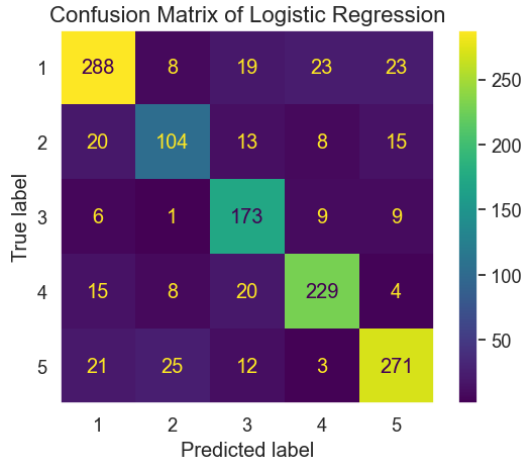 Confusion Matrix of Logistic Regression
True label
1 288 8 19 23 23
2 20 104 13 8 15
3 6 1 173 9 9
4 15 8 20 229 4
5 21 25 12 3 271
1 2 3 4 5
Predicted label
250
200
150
100
50